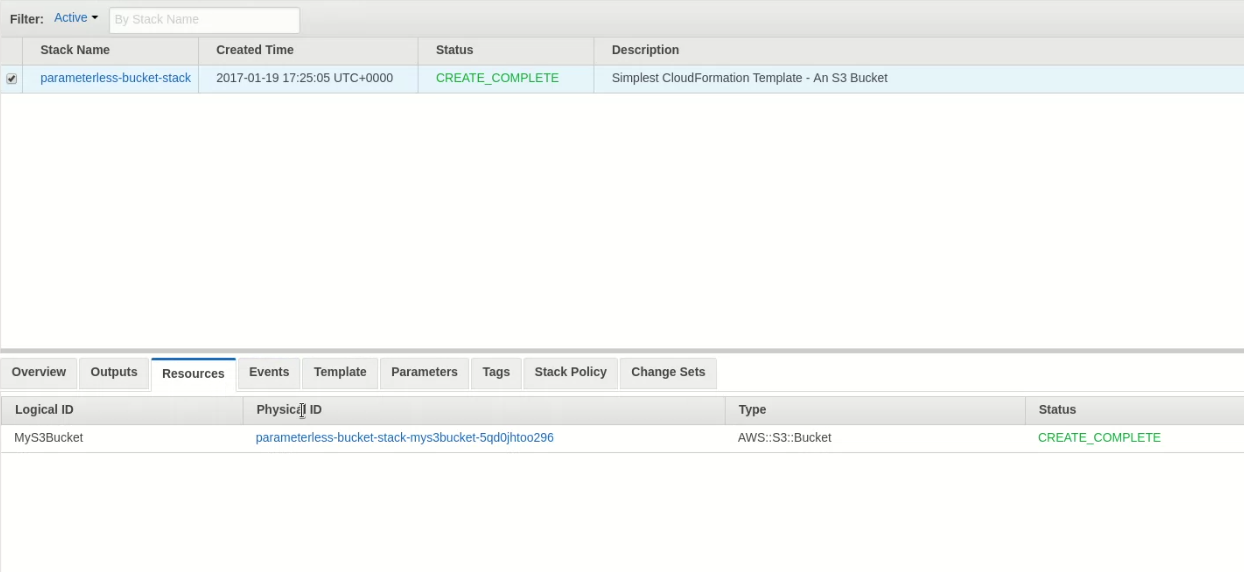 Filter: Active By Stack Name
Stack Name Created Time Status Description
parameterless-bucket-stack 2017-01-19 17:25:05 UTC+0000 CREATE_COMPLETE Simplest CloudFormation Template - An S3 Bucket
Overview Outputs Resources Events Template Parameters Tags Stack Policy Change Sets
Logical ID Physical ID Type Status
MyS3Bucket parameterless-bucket-stack-mys3bucket-5qd0jhtoo296 AWS::S3::Bucket CREATE_COMPLETE